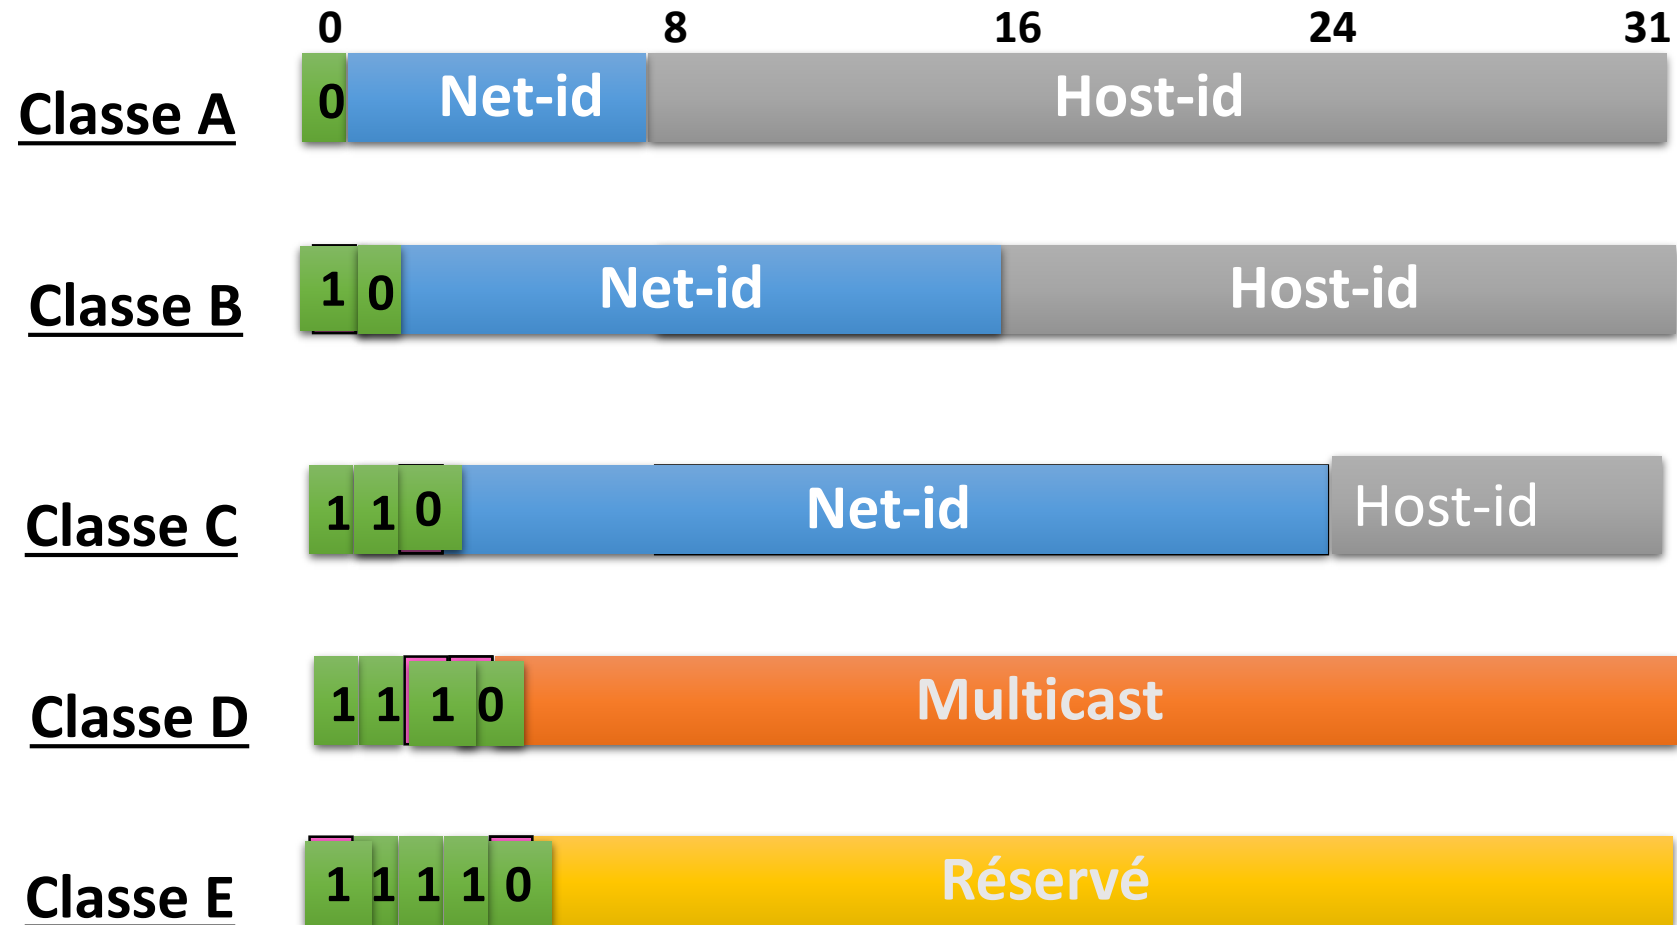 0 8 16 24 31
Classe A 0 Net-id Host-id
Classe B 1 0 Net-id Host-id
Classe C 1 1 0 Net-id Host-id
Classe D 1 1 1 0 Multicast
Classe E 1 1 1 1 0 Réservé